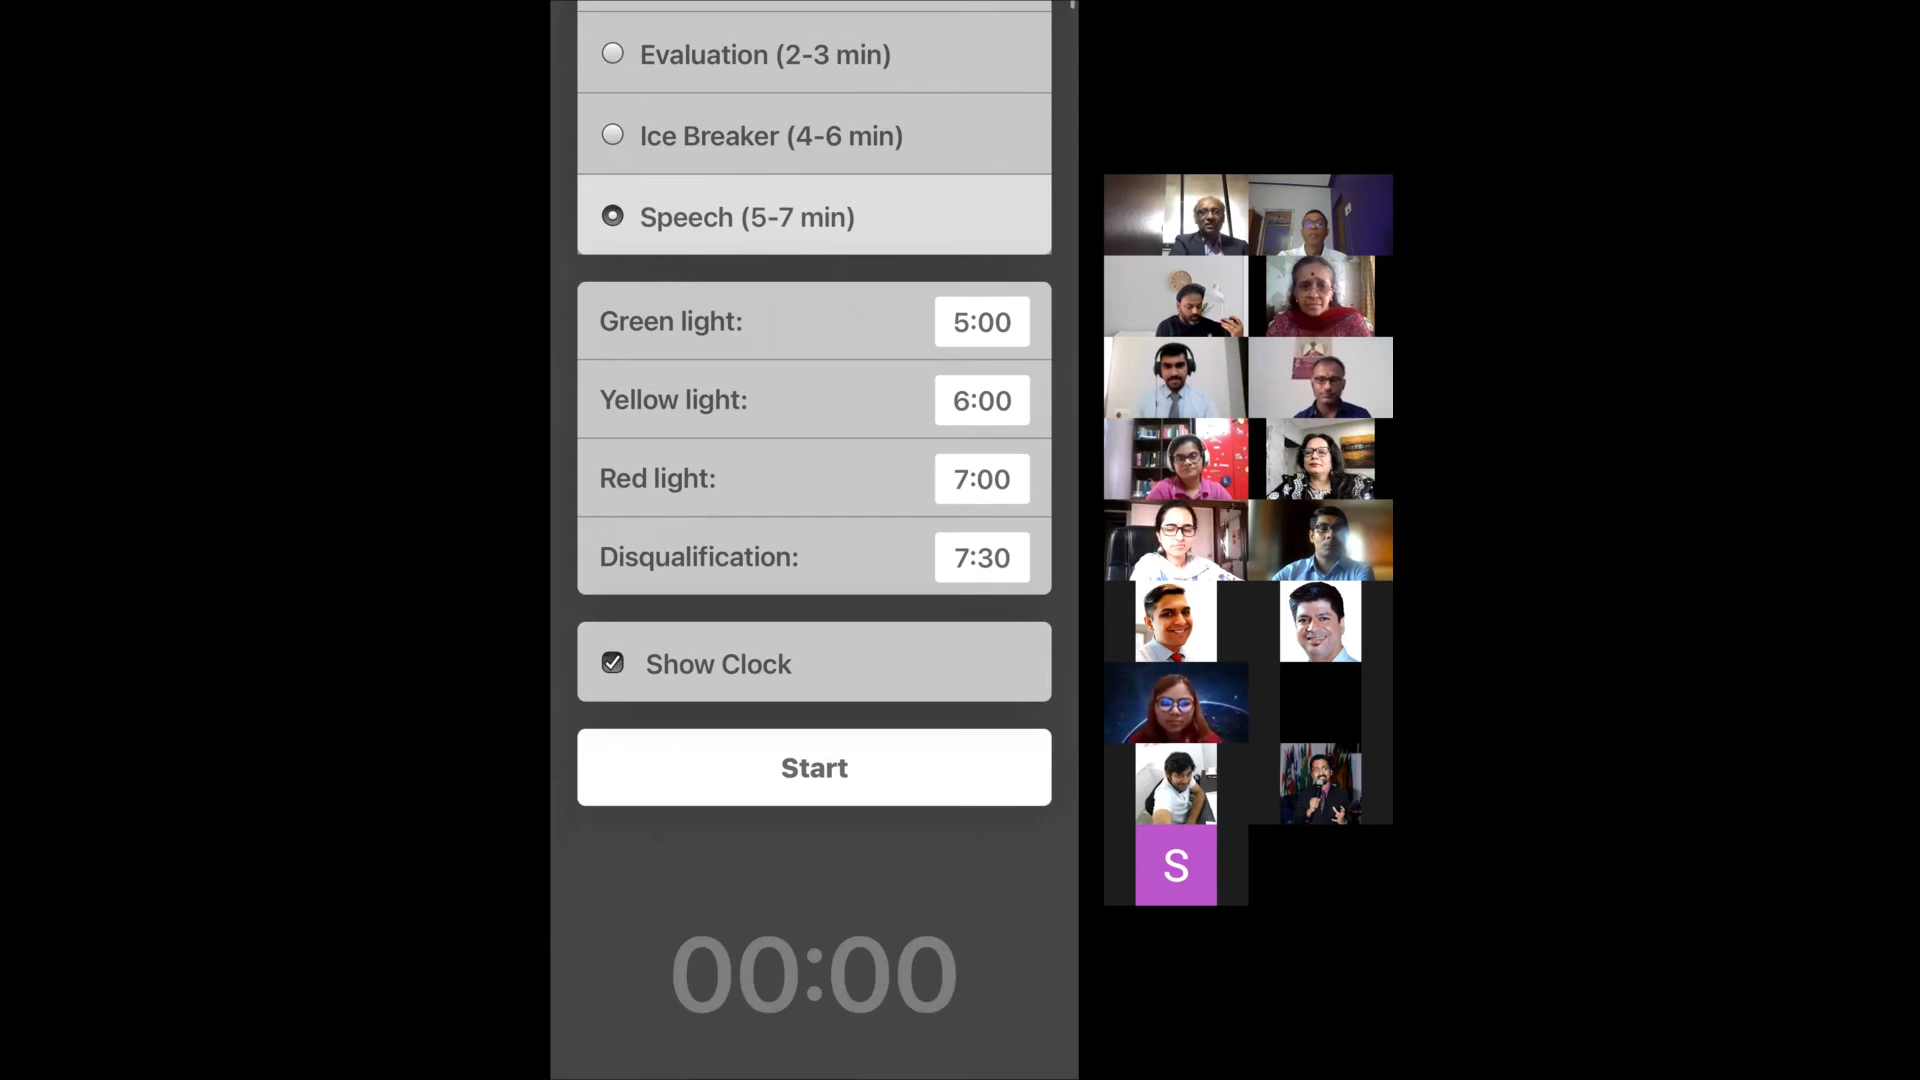 Evaluation (2-3 min)
Ice Breaker (4-6 min)
Speech (5-7 min)
Green light: 5:00
Yellow light: 6:00
Red light: 7:00
Disqualification: 7:30
Show Clock
Start
00:00
S